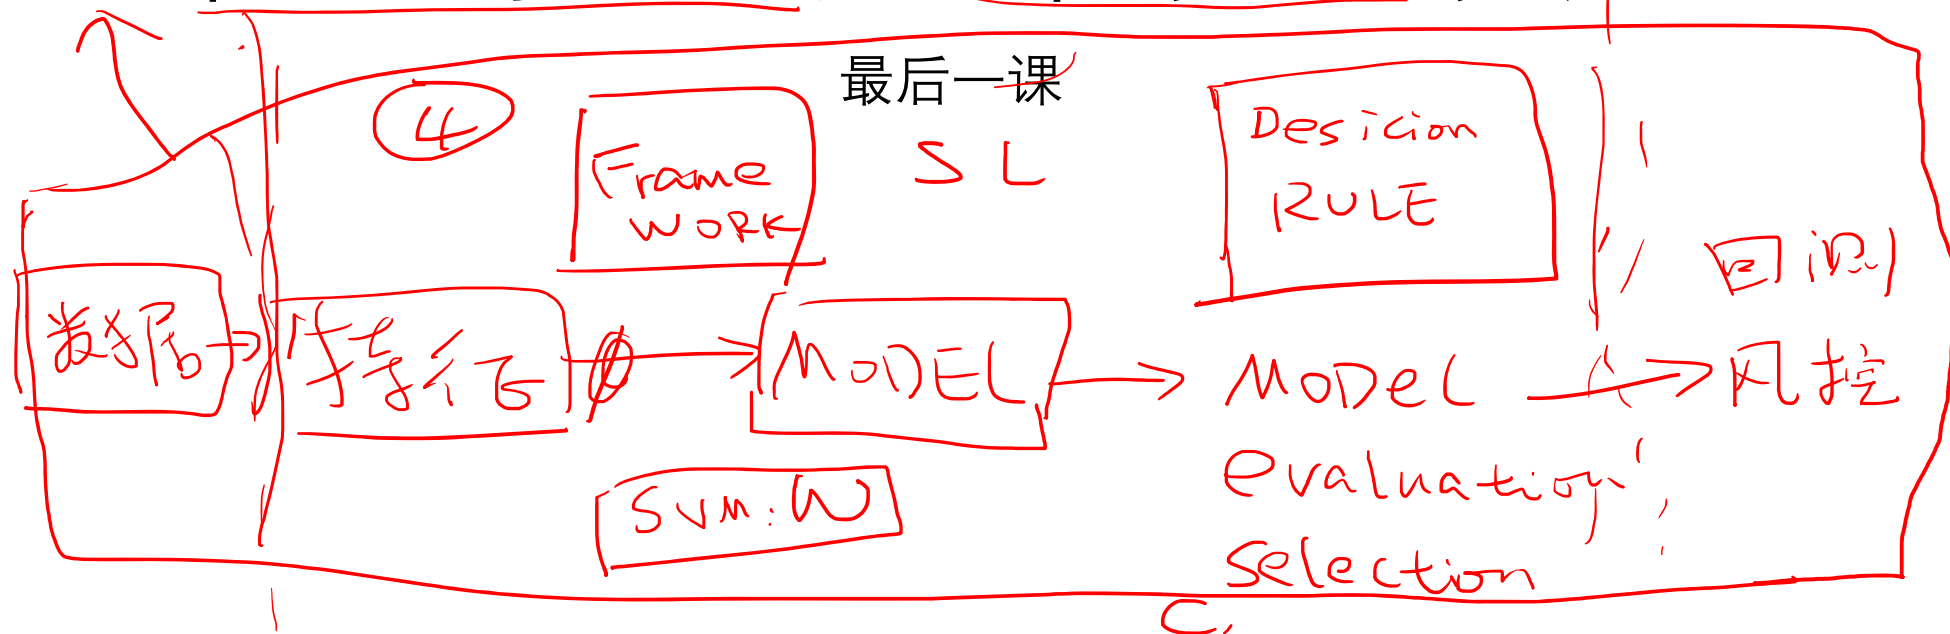 最后一课
④
Frame
WORK
SL
Desicion
RULE
回测
数据
特征
MODEL
MODEL
风控
evaluation
selection
SVM: W
C.